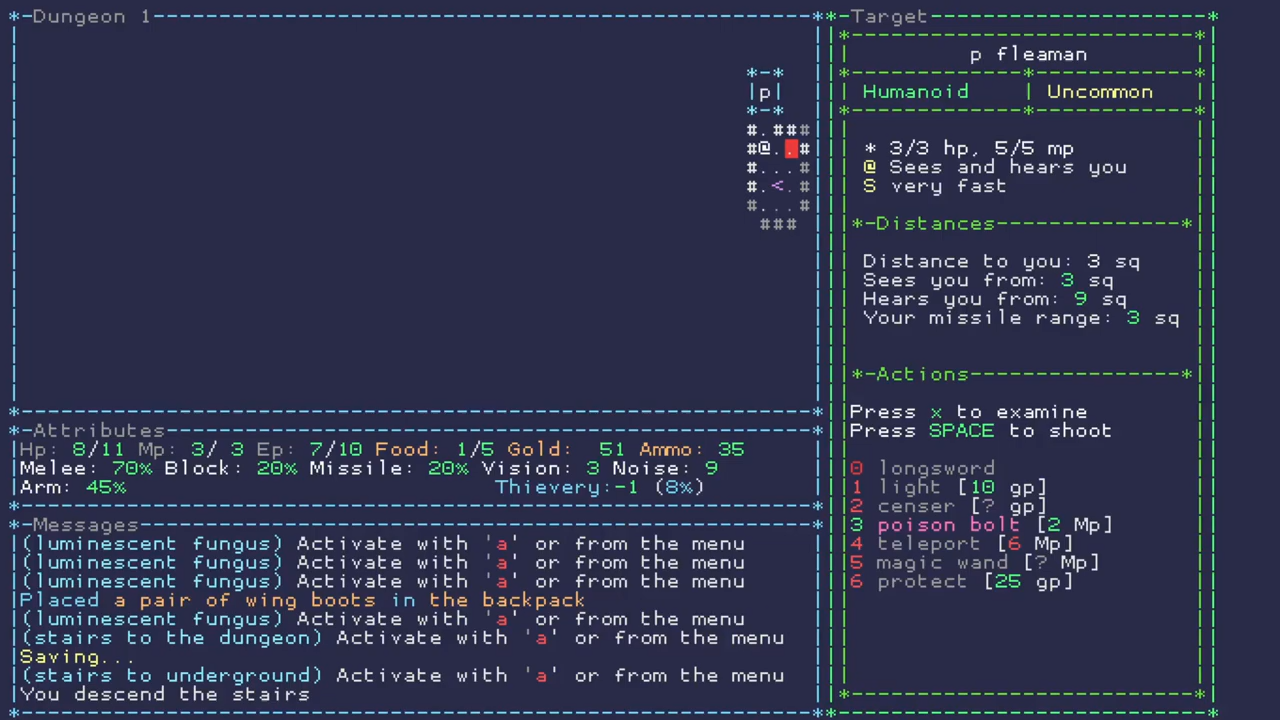 Dungeon 1
p
#.###
#@..#
#...#
#.<.#
#...#
###
Attributes
Hp: 8/11 Mp: 3/ 3 Ep: 7/10 Food: 1/5 Gold: 51 Ammo: 35
Melee: 70% Block: 20% Missile: 20% Vision: 3 Noise: 9
Arm: 45% Thievery:-1 (8%)
Messages
(luminescent fungus) Activate with 'a' or from the menu
(luminescent fungus) Activate with 'a' or from the menu
(luminescent fungus) Activate with 'a' or from the menu
Placed a pair of wing boots in the backpack
(luminescent fungus) Activate with 'a' or from the menu
(stairs to the dungeon) Activate with 'a' or from the menu
Saving...
(stairs to underground) Activate with 'a' or from the menu
You descend the stairs
Target
p fleaman
Humanoid | Uncommon
* 3/3 hp, 5/5 mp
@ Sees and hears you
S very fast
Distances
Distance to you: 3 sq
Sees you from: 3 sq
Hears you from: 9 sq
Your missile range: 3 sq
Actions
Press x to examine
Press SPACE to shoot
0 longsword
1 light [10 gp]
2 censer [? gp]
3 poison bolt [2 Mp]
4 teleport [6 Mp]
5 magic wand [? Mp]
6 protect [25 gp]